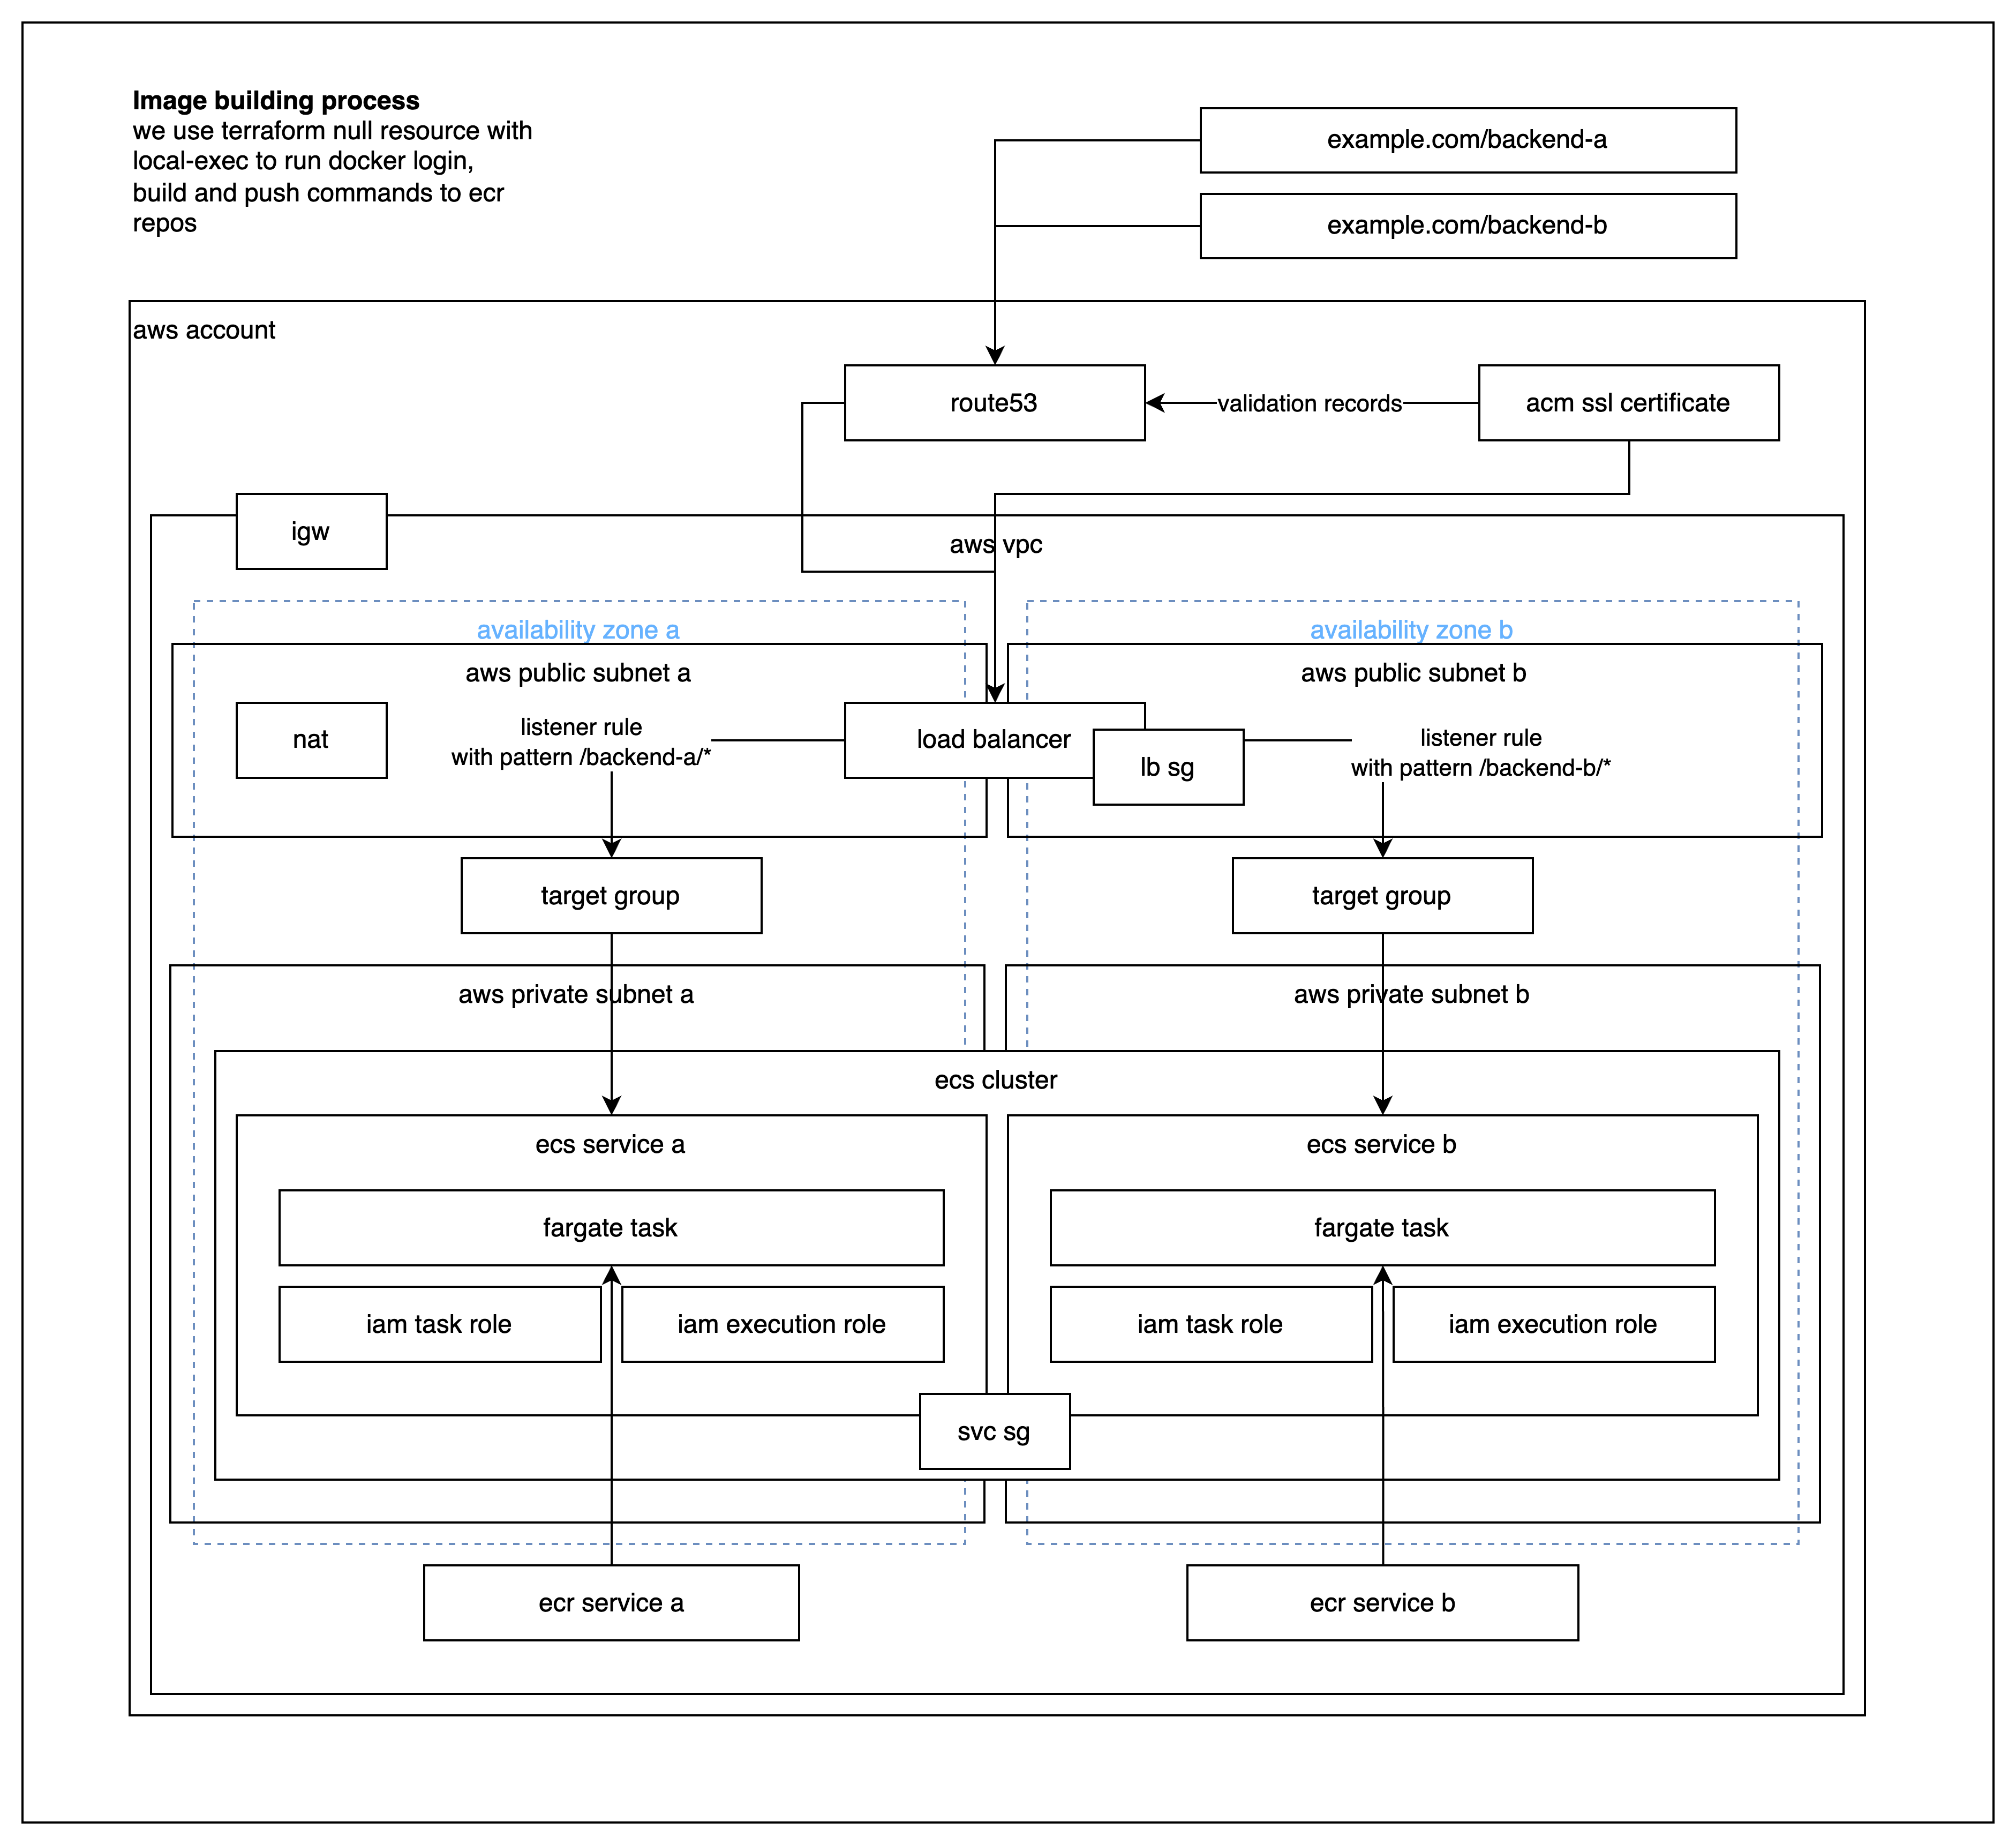 Image building process
we use terraform null resource with
local-exec to run docker login,
build and push commands to ecr
repos
example.com/backend-a
example.com/backend-b
aws account
route53
validation records
acm ssl certificate
igw
aws vpc
availability zone a
availability zone b
aws public subnet a
aws public subnet b
nat
listener rule
with pattern /backend-a/*
load balancer
lb sg
listener rule
with pattern /backend-b/*
target group
target group
aws private subnet a
aws private subnet b
ecs cluster
ecs service a
ecs service b
fargate task
fargate task
iam task role
iam execution role
iam task role
iam execution role
svc sg
ecr service a
ecr service b